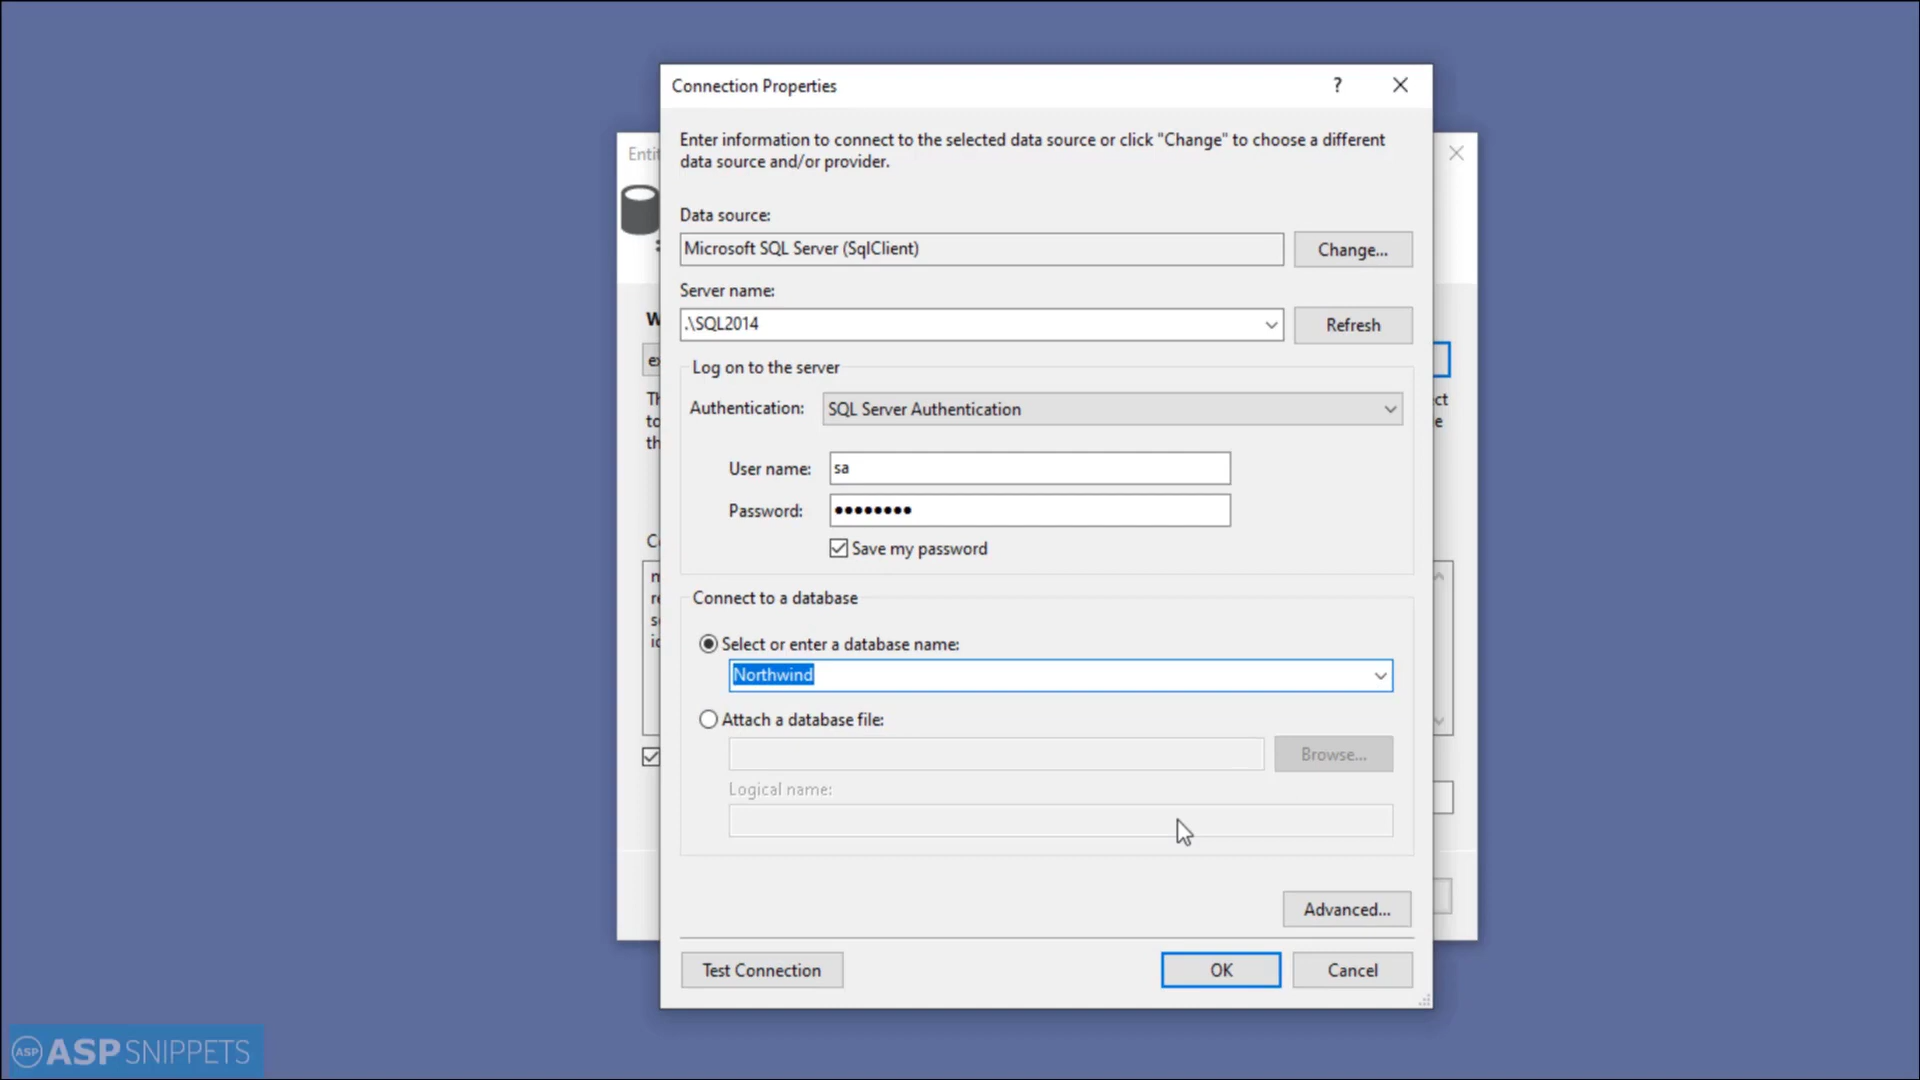 Connection Properties
?
Enter information to connect to the selected data source or click "Change" to choose a different
data source and/or provider.
Data source:
Microsoft SQL Server (SqlClient)
Change...
Server name:
.\SQL2014
Refresh
Log on to the server
Authentication:
SQL Server Authentication
User name:
sa
Password:
••••••••
Save my password
Connect to a database
Select or enter a database name:
Northwind
Attach a database file:
Browse...
Logical name:
Advanced...
Test Connection
OK
Cancel
ASP ASPSNIPPETS